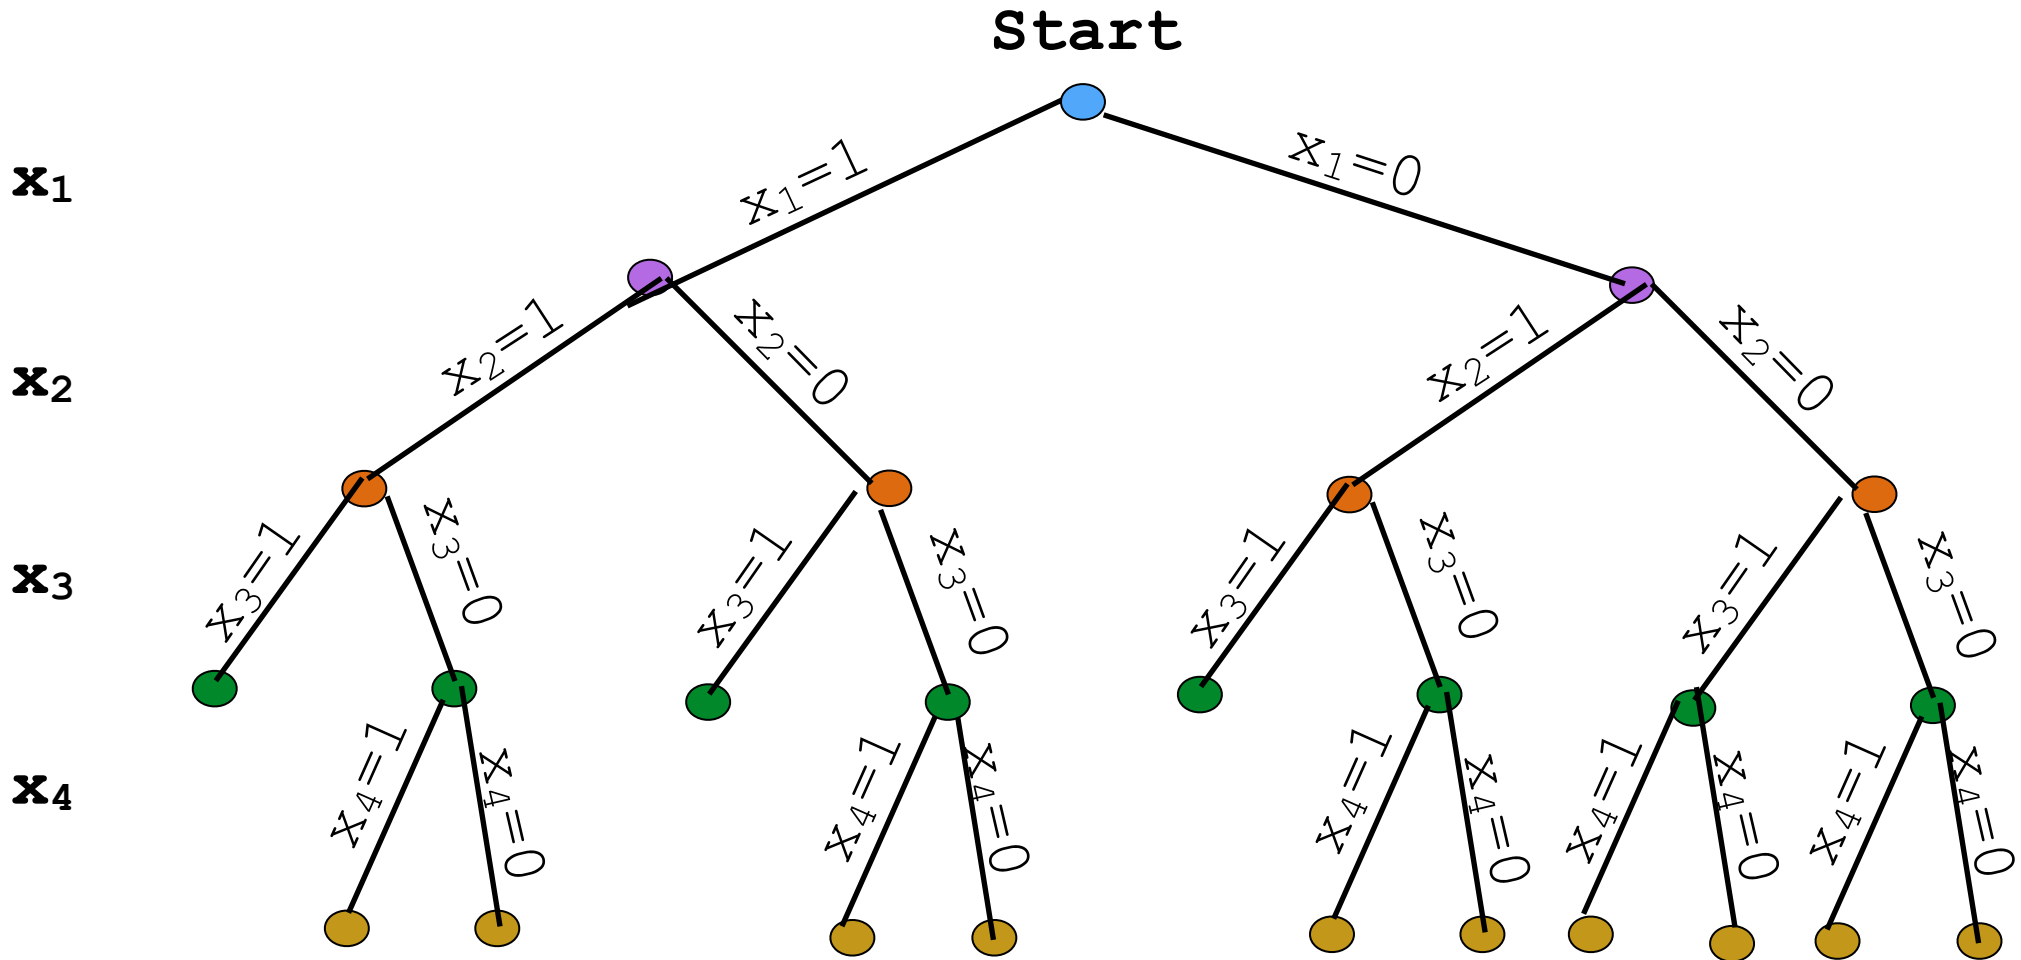 Start
x₁
x₁=1
x₁=0
x₂
x₂=1
x₂=0
x₂=1
x₂=0
x₃
x₃=1
x₃=0
x₃=1
x₃=0
x₃=1
x₃=0
x₃=1
x₃=0
x₄
x₄=1
x₄=0
x₄=1
x₄=0
x₄=1
x₄=0
x₄=1
x₄=0
x₄=1
x₄=0